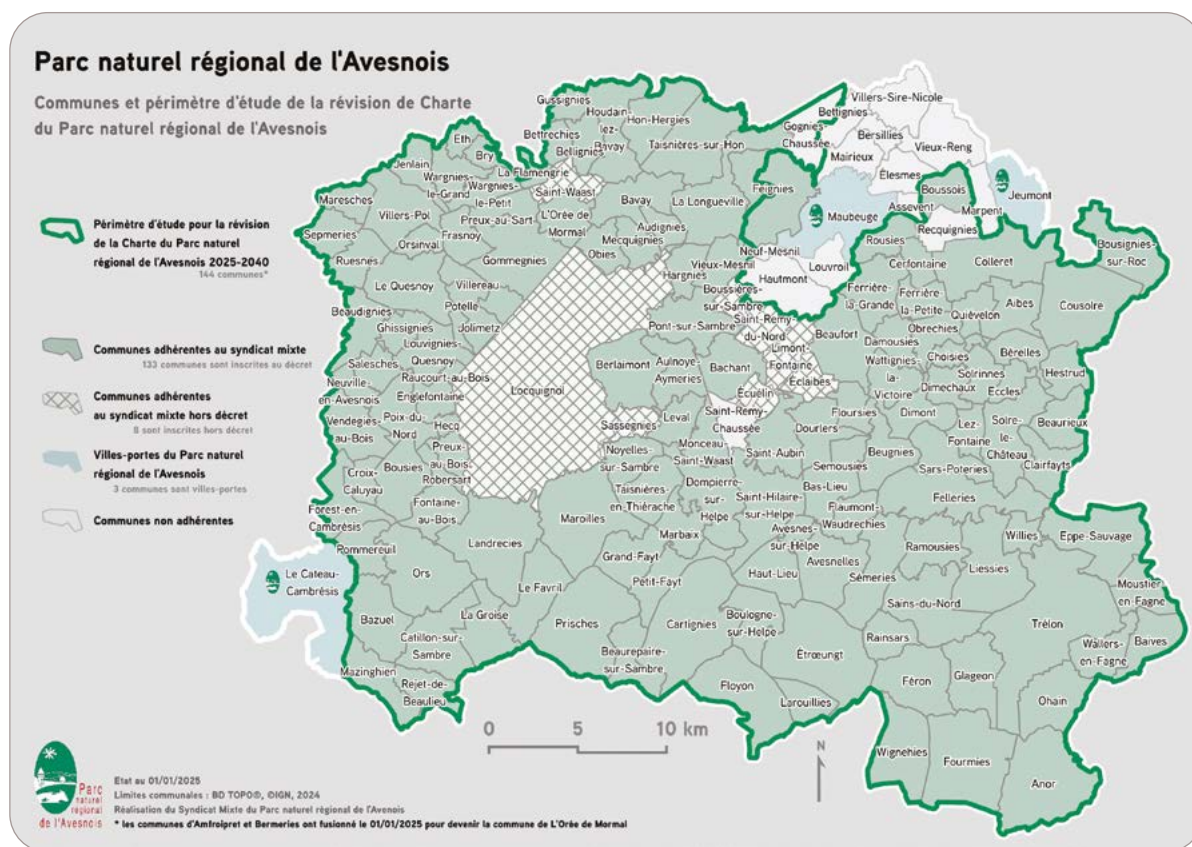 Parc naturel régional de l'Avesnois
Communes et périmètre d'étude de la révision de Charte
du Parc naturel régional de l'Avesnois
Périmètre d'étude pour la révision
de la Charte du Parc naturel
régional de l'Avesnois 2025-2040
144 communes*
Communes adhérentes au syndicat mixte
133 communes sont inscrites au décret
Communes adhérentes
au syndicat mixte hors décret
8 sont inscrites hors décret
Villes-portes du Parc naturel
régional de l'Avesnois
3 communes sont villes-portes
Communes non adhérentes
Gussignies
Houdain-
lez-
Bavay
Hon-Hergies
Taisnières-sur-Hon
Bettrechies
Bellignies
Eth
Bry
Jenlain
Wargnies-
le-Grand
Wargnies-
le-Petit
La Flamengrie
Saint-Waast
Maresches
Villers-Pol
Preux-au-Sart
L'Orée de
Mormal
Bavay
Audignies
Mecquignies
La Longueville
Feignies
Gognies-
Chaussée
Bettignies
Villers-Sire-Nicole
Bersillies
Vieux-Reng
Mairieux
Élesmes
Boussois
Jeumont
Assevent
Marpent
Maubeuge
Recquignies
Rousies
Sepmeries
Orsinval
Frasnoy
Ruesnes
Gommegnies
Obies
Hargnies
Vieux-Mesnil
Neuf-Mesnil
Hautmont
Louvroil
Cerfontaine
Colleret
Bousignies-
sur-Roc
Le Quesnoy
Villereau
Potelle
Beaudignies
Ghissignies
Jolimetz
Louvignies-
Quesnoy
Boussières-
sur-Sambre
Saint-Remy-
du-Nord
Pont-sur-Sambre
Limont-
Fontaine
Éclaibes
Beaufort
Ferrière-
la-Grande
Ferrière-
la-Petite
Quiévelon
Aibes
Cousolre
Obrechies
Damousies
Wattignies-
la-
Victoire
Choisies
Bérelles
Solrinnes
Dimechaux
Eccles
Hestrud
Salesches
Raucourt-au-Bois
Neuville-
en-Avesnois
Englefontaine
Locquignol
Berlaimont
Aulnoye-
Aymeries
Bachant
Écuélin
Saint-Remy-
Chaussée
Vendegies-
au-Bois
Poix-du-
Nord
Hecq
Preux-
au-Bois
Robersart
Sassegnies
Leval
Monceau-
Saint-Waast
Dourlers
Floursies
Dimont
Lez-
Fontaine
Solre-
le-
Château
Beaurieux
Clairfayts
Beugnies
Sars-Poteries
Noyelles-
sur-Sambre
Saint-Aubin
Semousies
Bas-Lieu
Felleries
Croix-
Caluyau
Bousies
Fontaine-
au-Bois
Forest-en-
Cambrésis
Taisnières-
en-Thiérache
Dompierre-
sur-
Helpe
Saint-Hilaire-
sur-Helpe
Flaumont-
Waudrechies
Avesnes-
sur-Helpe
Maroilles
Marbaix
Landrecies
Pommereuil
Le Cateau-
Cambrésis
Grand-Fayt
Petit-Fayt
Haut-Lieu
Avesnelles
Sémeries
Ramousies
Liessies
Willies
Eppe-Sauvage
Moustier-
en-Fagne
Ors
Le Favril
La Groise
Bazuel
Catillon-sur-
Sambre
Prisches
Cartignies
Boulogne-
sur-Helpe
Sains-du-Nord
Rainsars
Trélon
Wallers-
en-Fagne
Baives
Mazinghien
Rejet-de-
Beaulieu
Beaurepaire-
sur-Sambre
Étrœungt
Floyon
Larouillies
Féron
Glageon
Ohain
Wignehies
Fourmies
Anor
0 5 10 km
N
Parc
naturel
régional
de l'Avesnois
Etat au 01/01/2025
Limites communales : BD TOPO®, ©IGN, 2024
Réalisation du Syndicat Mixte du Parc naturel régional de l'Avenois
* les communes d'Amfroipret et Bermeries ont fusionné le 01/01/2025 pour devenir la commune de L'Orée de Mormal